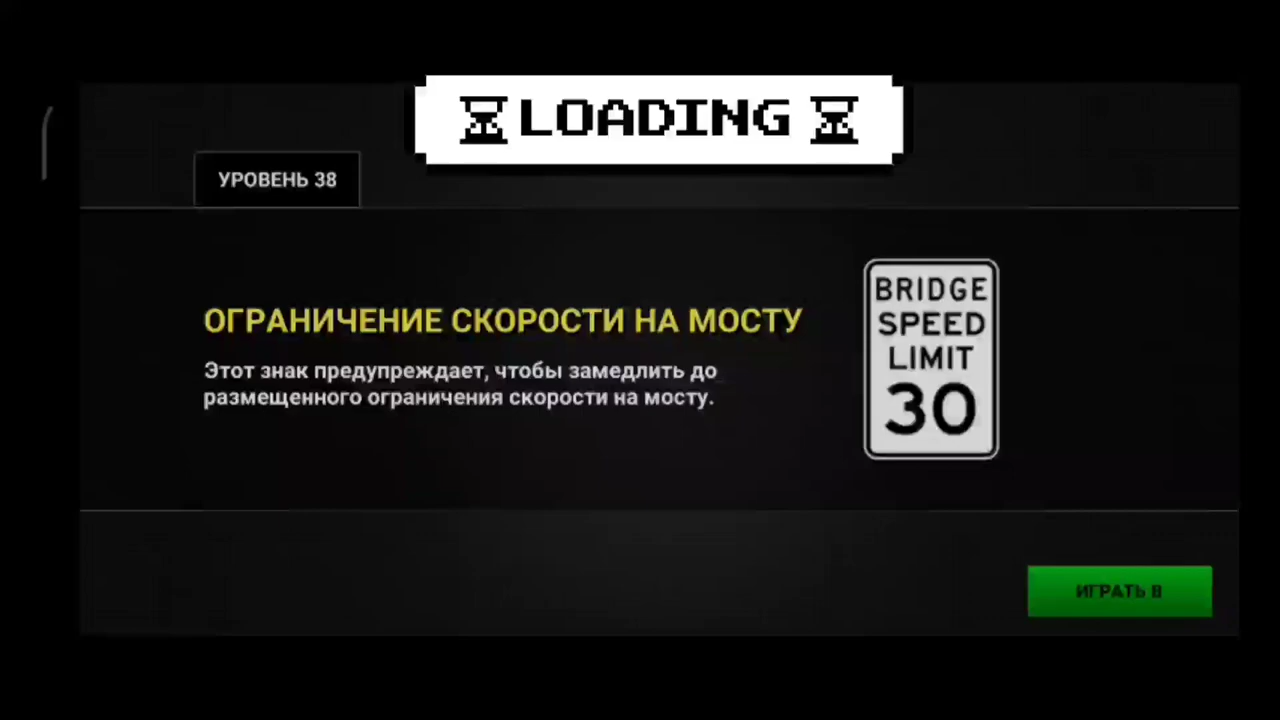 LOADING
УРОВЕНЬ 38
ОГРАНИЧЕНИЕ СКОРОСТИ НА МОСТУ
Этот знак предупреждает, чтобы замедлить до
размещенного ограничения скорости на мосту.
BRIDGE
SPEED
LIMIT
30
ИГРАТЬ В